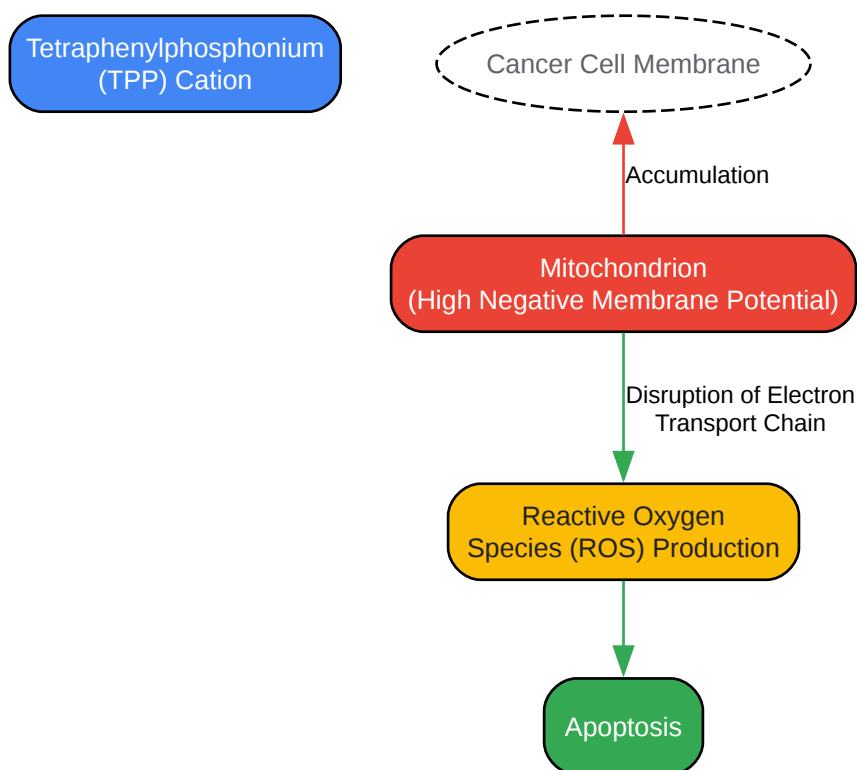 Tetraphenylphosphonium
(TPP) Cation
Cancer Cell Membrane
Accumulation
Mitochondrion
(High Negative Membrane Potential)
Disruption of Electron
Transport Chain
Reactive Oxygen
Species (ROS) Production
Apoptosis